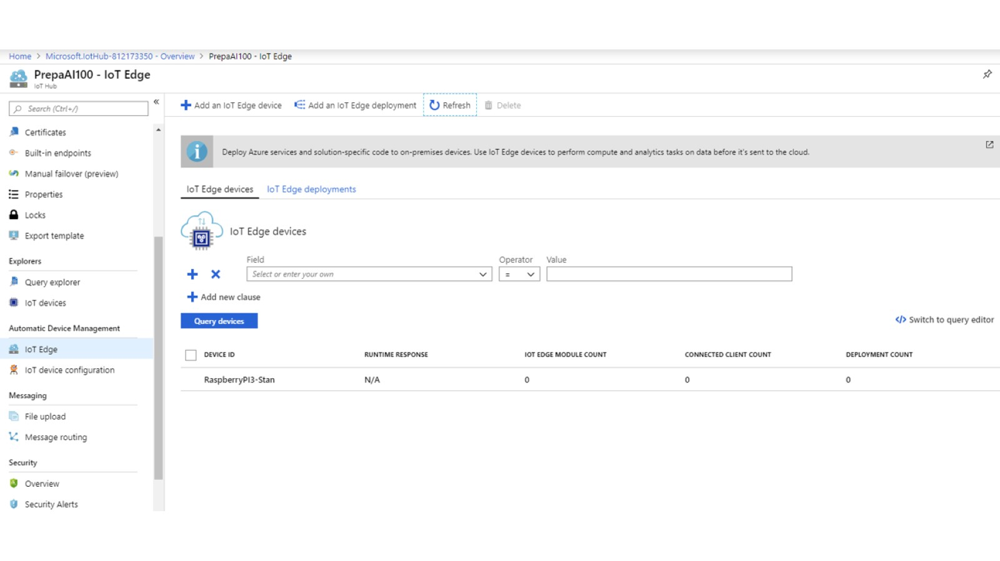 Home > Microsoft.IotHub-812173350 - Overview > PrepaAI100 - IoT Edge
PrepaAI100 - IoT Edge
IoT Hub
Search (Ctrl+/)
«
Certificates
Built-in endpoints
Manual failover (preview)
Properties
Locks
Export template
Explorers
Query explorer
IoT devices
Automatic Device Management
IoT Edge
IoT device configuration
Messaging
File upload
Message routing
Security
Overview
Security Alerts
Add an IoT Edge device Add an IoT Edge deployment Refresh Delete
Deploy Azure services and solution-specific code to on-premises devices. Use IoT Edge devices to perform compute and analytics tasks on data before it's sent to the cloud.
IoT Edge devices IoT Edge deployments
IoT Edge devices
Field Operator Value
Select or enter your own =
Add new clause
Query devices </> Switch to query editor
DEVICE ID RUNTIME RESPONSE IOT EDGE MODULE COUNT CONNECTED CLIENT COUNT DEPLOYMENT COUNT
RaspberryPI3-Stan N/A 0 0 0